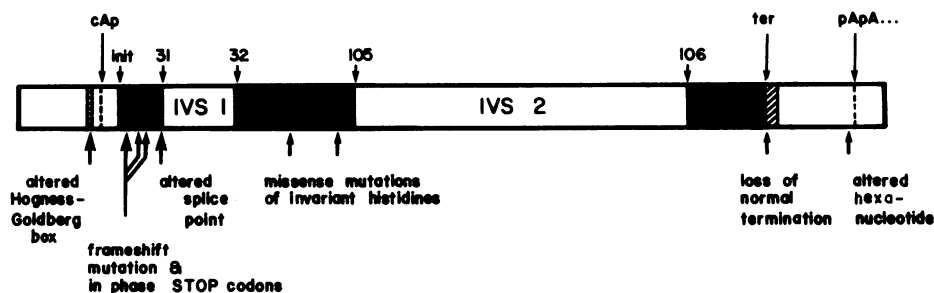 cAp
ter
pApA...
init
31
32
105
106
IVS 1
IVS 2
altered
Hogness-
Goldberg
box
frameshift
mutation &
in phase STOP codons
altered
splice
point
missense mutations
of invariant histidines
loss of
normal
termination
altered
hexa-
nucleotide